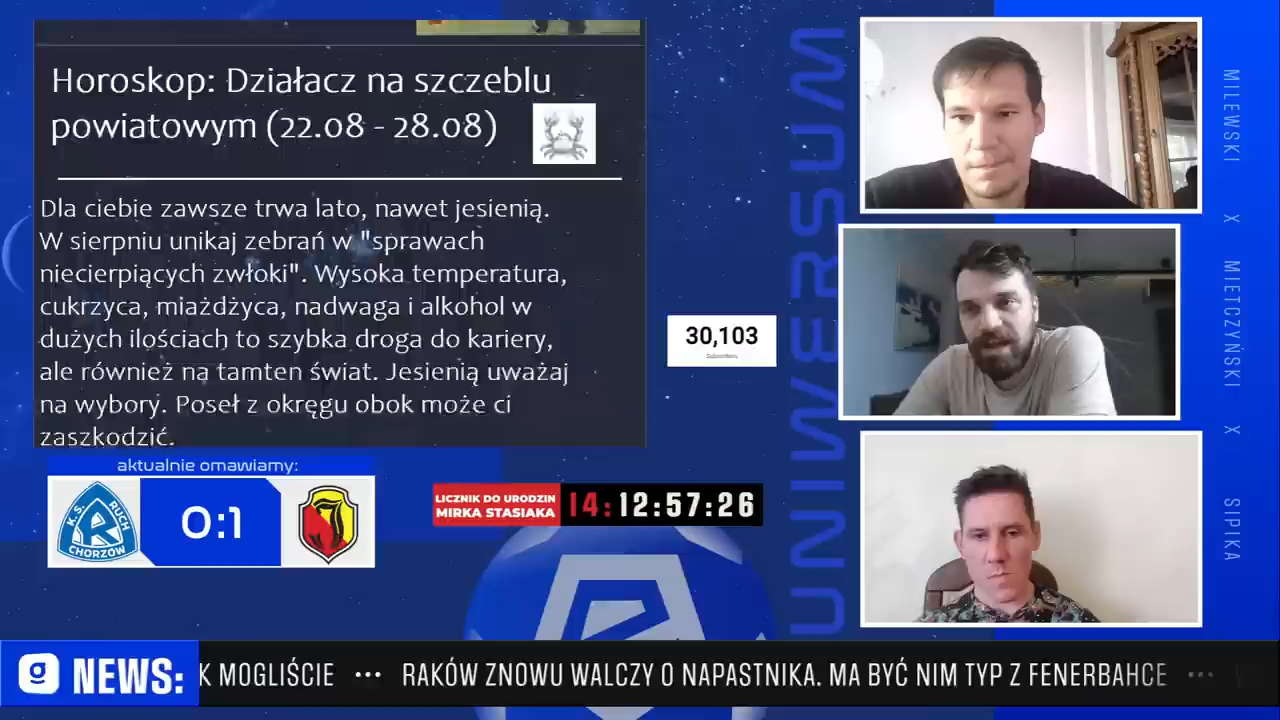 Horoskop: Działacz na szczeblu
powiatowym (22.08 - 28.08)
Dla ciebie zawsze trwa lato, nawet jesienią.
W sierpniu unikaj zebrań w "sprawach
niecierpiących zwłoki". Wysoka temperatura,
cukrzyca, miażdżyca, nadwaga i alkohol w
dużych ilościach to szybka droga do kariery,
ale również na tamten świat. Jesienią uważaj
na wybory. Poseł z okręgu obok może ci
zaszkodzić.
aktualnie omawiamy:
K.S. RUCH
CHORZÓW
0:1
J
30,103
LICZNIK DO URODZIN
MIRKA STASIAKA
14:12:57:26
UNIWERSUM
MILEWSKI X MIETCZYŃSKI X SIPIKA
g NEWS:
K MOGLIŚCIE ••• RAKÓW ZNOWU WALCZY O NAPASTNIKA. MA BYĆ NIM TYP Z FENERBAHCE •••